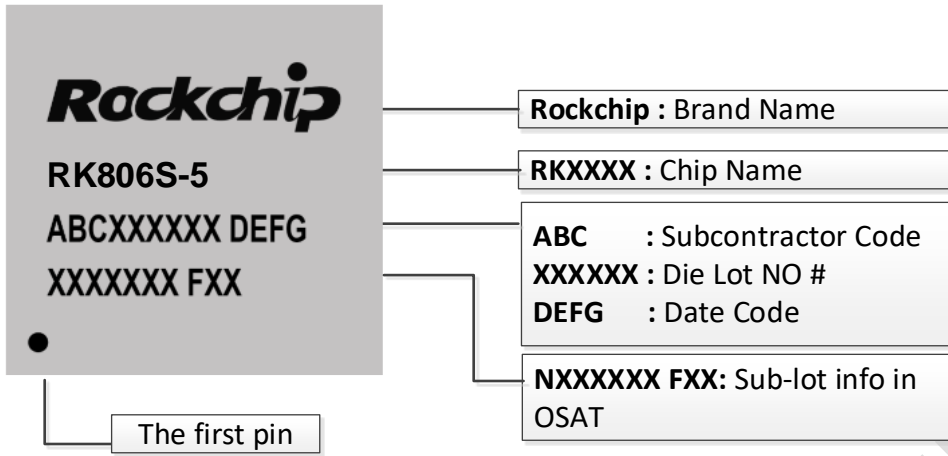 Rockchip
RK806S-5
ABCXXXXXX DEFG
XXXXXXX FXX
The first pin
Rockchip : Brand Name
RKXXXX : Chip Name
ABC : Subcontractor Code
XXXXXX : Die Lot NO #
DEFG : Date Code
NXXXXXX FXX: Sub-lot info in
OSAT